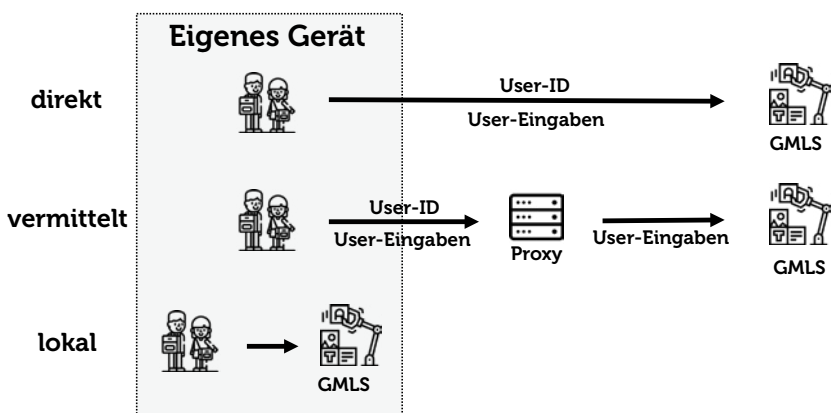 Eigenes Gerät
direkt
User-ID
User-Eingaben
GMLS
vermittelt
User-ID
User-Eingaben
Proxy
User-Eingaben
GMLS
lokal
GMLS